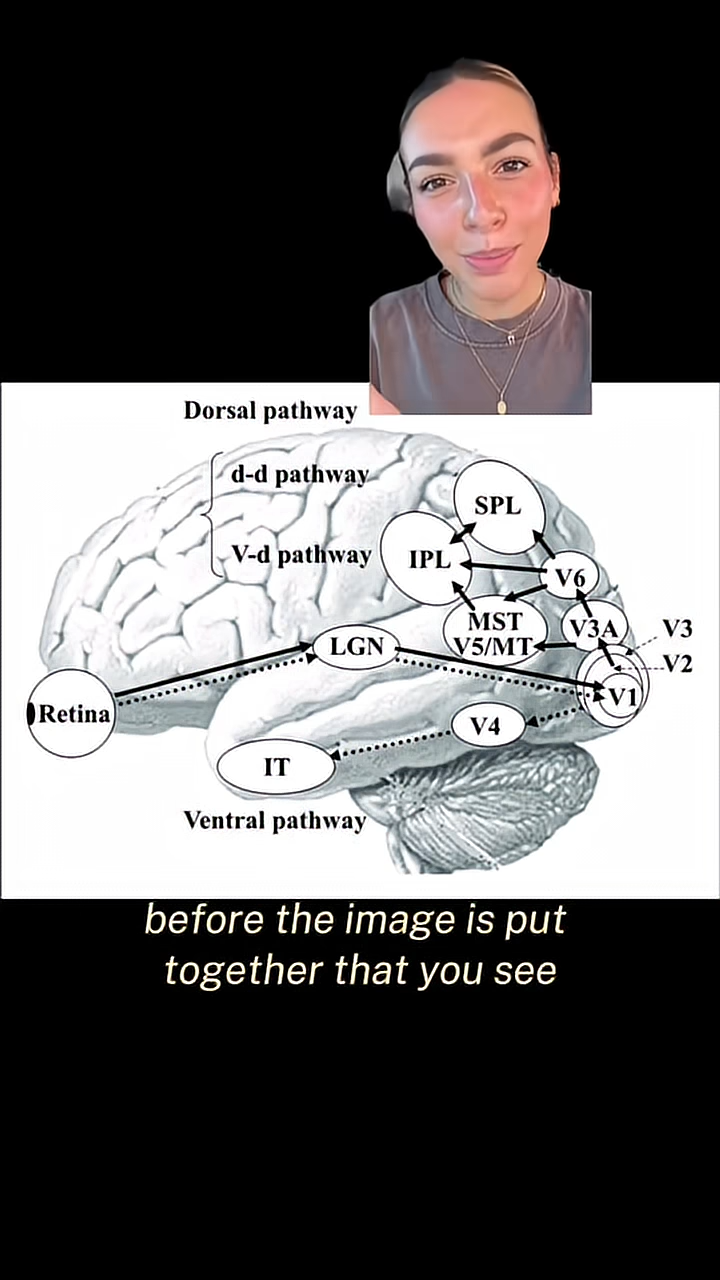 Dorsal pathway
d-d pathway
V-d pathway
SPL
IPL
V6
MST
V5/MT
V3A
V3
V2
V1
LGN
Retina
V4
IT
Ventral pathway
before the image is put
together that you see